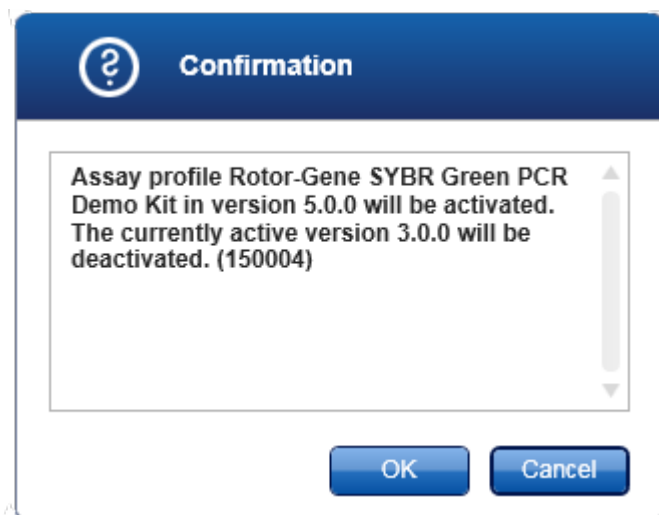 Confirmation
Assay profile Rotor-Gene SYBR Green PCR
Demo Kit in version 5.0.0 will be activated.
The currently active version 3.0.0 will be
deactivated. (150004)
OK
Cancel